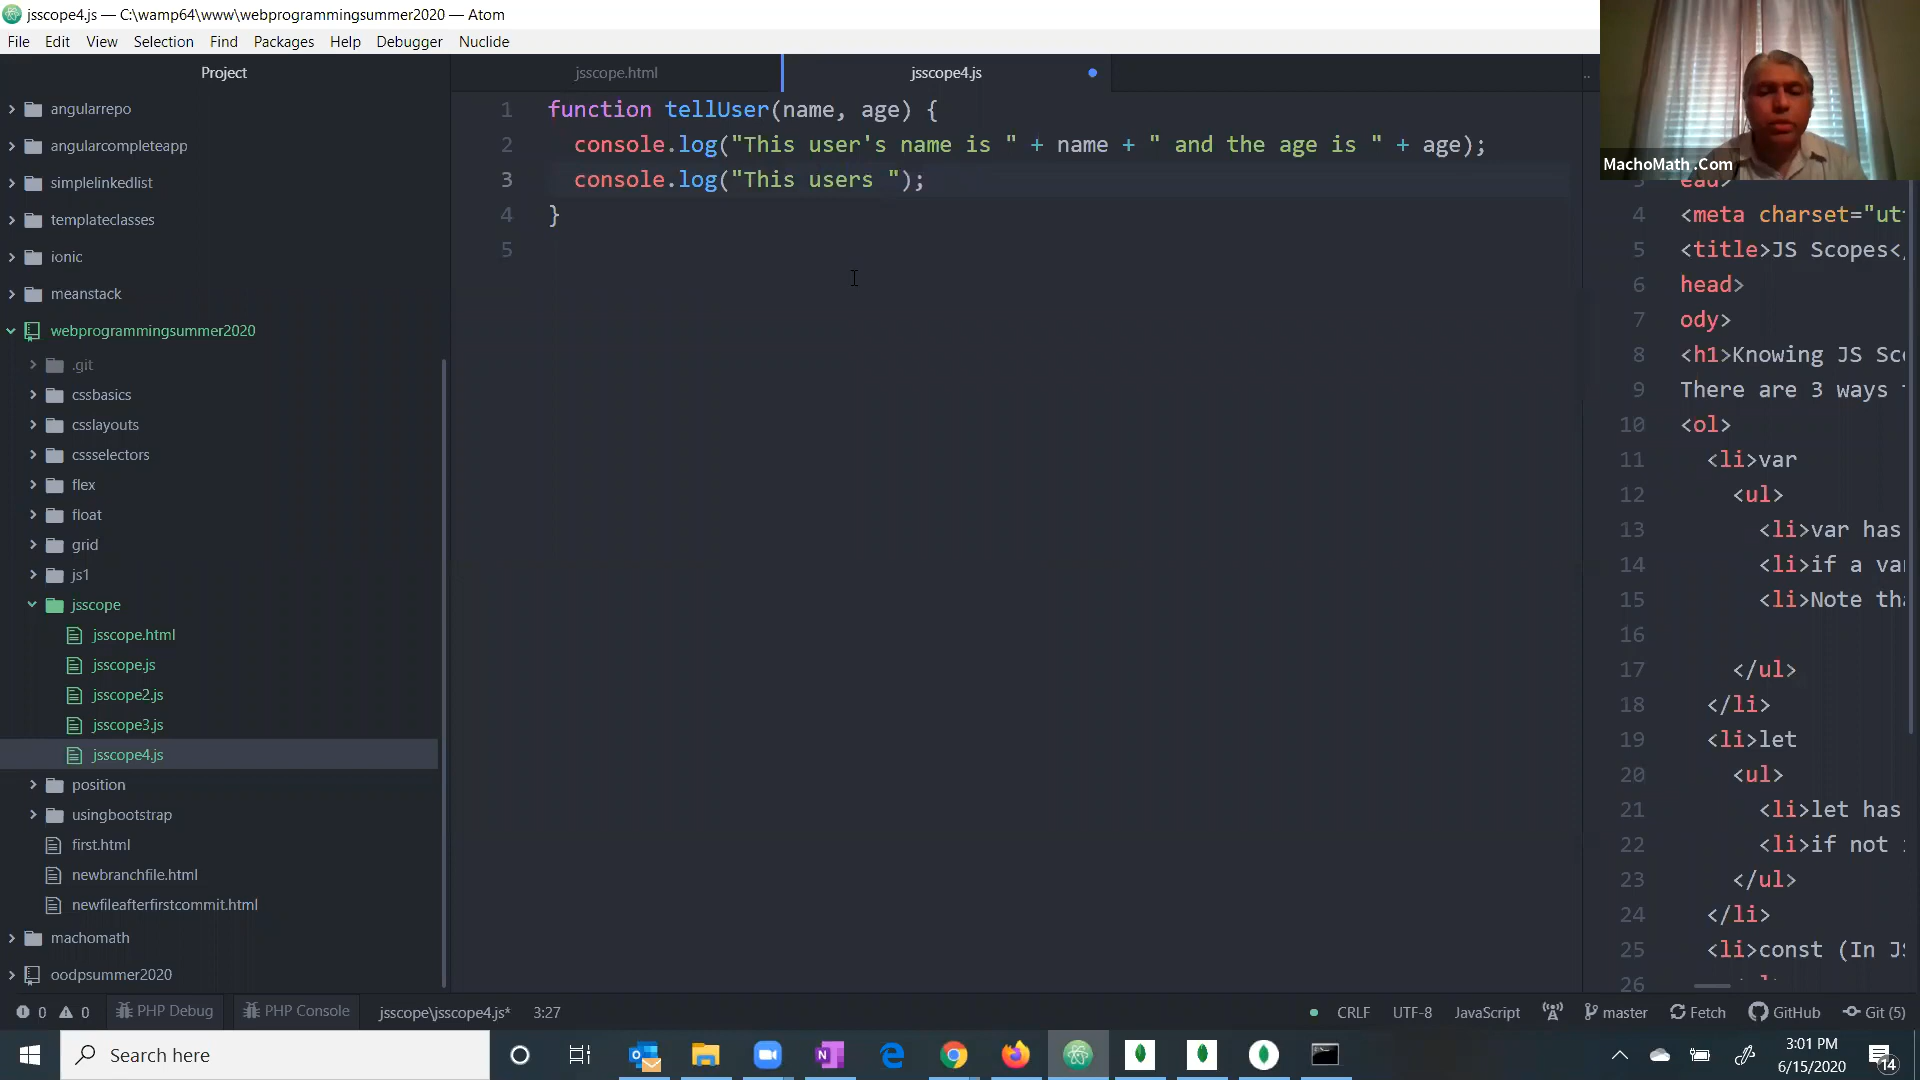 jsscope4.js — C:\wamp64\www\webprogrammingsummer2020 — Atom
File Edit View Selection Find Packages Help Debugger Nuclide
Project
angularrepo
angularcompleteapp
simplelinkedlist
templateclasses
ionic
meanstack
webprogrammingsummer2020
.git
cssbasics
csslayouts
cssselectors
flex
float
grid
js1
jsscope
jsscope.html
jsscope.js
jsscope2.js
jsscope3.js
jsscope4.js
position
usingbootstrap
first.html
newbranchfile.html
newfileafterfirstcommit.html
machomath
oodpsummer2020
jsscope.html
jsscope4.js
1 function tellUser(name, age) {
2 console.log("This user's name is " + name + " and the age is " + age);
3 console.log("This users ");
4 }
5
MachoMath .Com
4 <meta charset="ut
5 <title>JS Scopes<
6 head>
7 ody>
8 <h1>Knowing JS Sc
9 There are 3 ways
10 <ol>
11 <li>var
12 <ul>
13 <li>var has
14 <li>if a va
15 <li>Note tha
16
17 </ul>
18 </li>
19 <li>let
20 <ul>
21 <li>let has
22 <li>if not
23 </ul>
24 </li>
25 <li>const (In J
26
0 0 PHP Debug PHP Console jsscope\jsscope4.js* 3:27
CRLF UTF-8 JavaScript master Fetch GitHub Git (5)
Search here
3:01 PM
6/15/2020
14